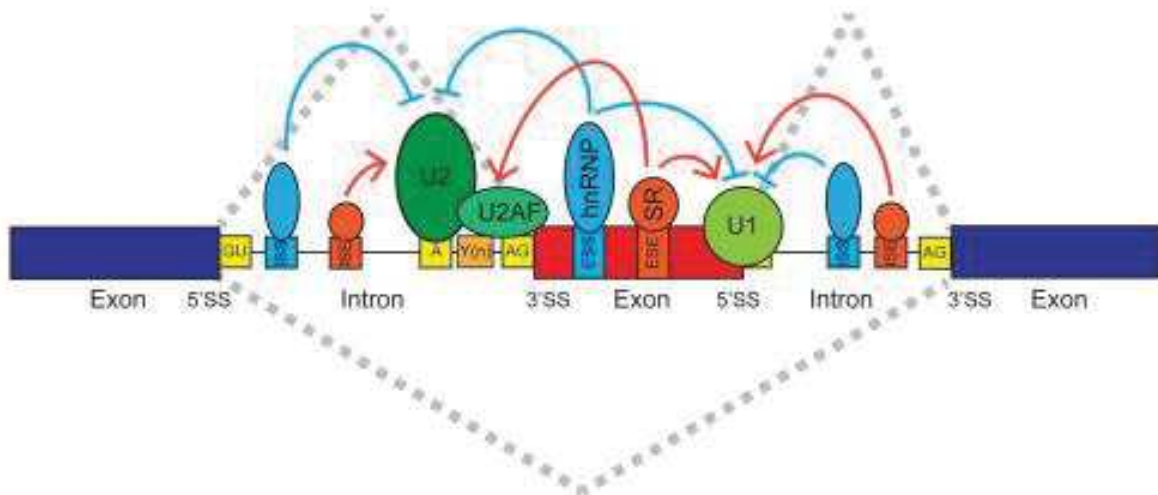 U2
U2AF
hnRNP
SR
U1
GU
A
Y(n)
AG
ESS
ESE
AG
Exon
5'SS
Intron
3'SS
Exon
5'SS
Intron
3'SS
Exon